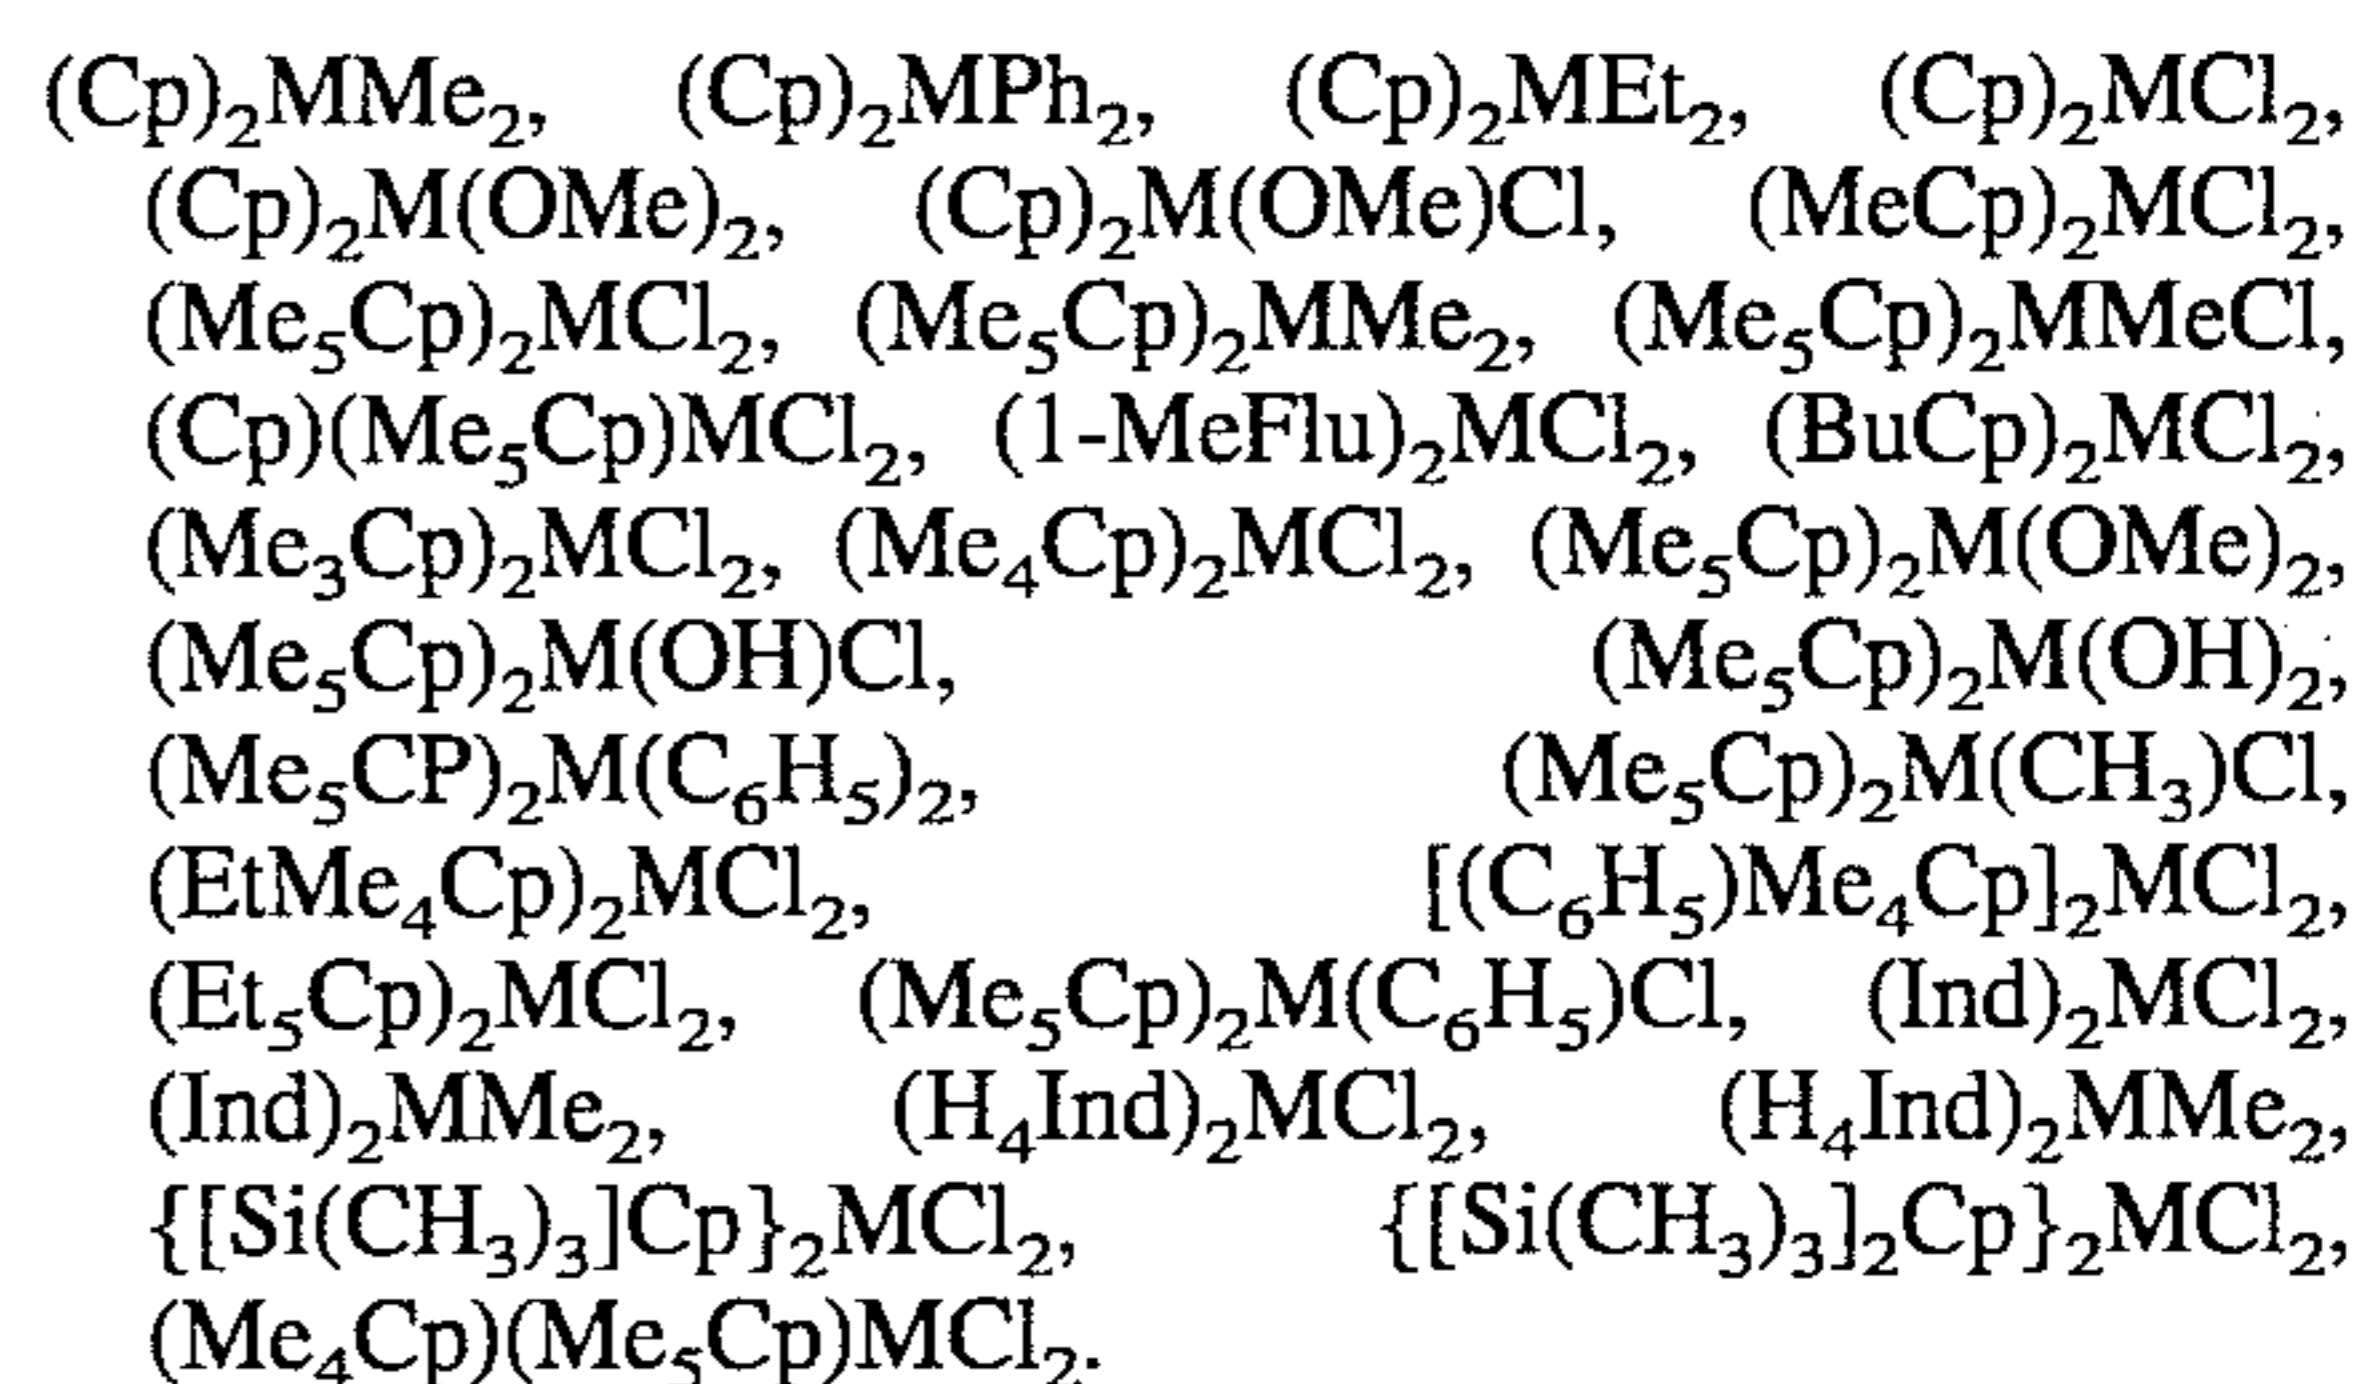 (Cp)₂MMe₂, (Cp)₂MPh₂, (Cp)₂MEt₂, (Cp)₂MCl₂,
(Cp)₂M(OMe)₂, (Cp)₂M(OMe)Cl, (MeCp)₂MCl₂,
(Me₅Cp)₂MCl₂, (Me₅Cp)₂MMe₂, (Me₅Cp)₂MMeCl,
(Cp)(Me₅Cp)MCl₂, (1-MeFlu)₂MCl₂, (BuCp)₂MCl₂,
(Me₃Cp)₂MCl₂, (Me₄Cp)₂MCl₂, (Me₅Cp)₂M(OMe)₂,
(Me₅Cp)₂M(OH)Cl, (Me₅Cp)₂M(OH)₂,
(Me₅CP)₂M(C₆H₅)₂, (Me₅Cp)₂M(CH₃)Cl,
(EtMe₄Cp)₂MCl₂, [(C₆H₅)Me₄Cp]₂MCl₂,
(Et₅Cp)₂MCl₂, (Me₅Cp)₂M(C₆H₅)Cl, (Ind)₂MCl₂,
(Ind)₂MMe₂, (H₄Ind)₂MCl₂, (H₄Ind)₂MMe₂,
{[Si(CH₃)₃]Cp}₂MCl₂, {[Si(CH₃)₃]₂Cp}₂MCl₂,
(Me₄Cp)(Me₅Cp)MCl₂.